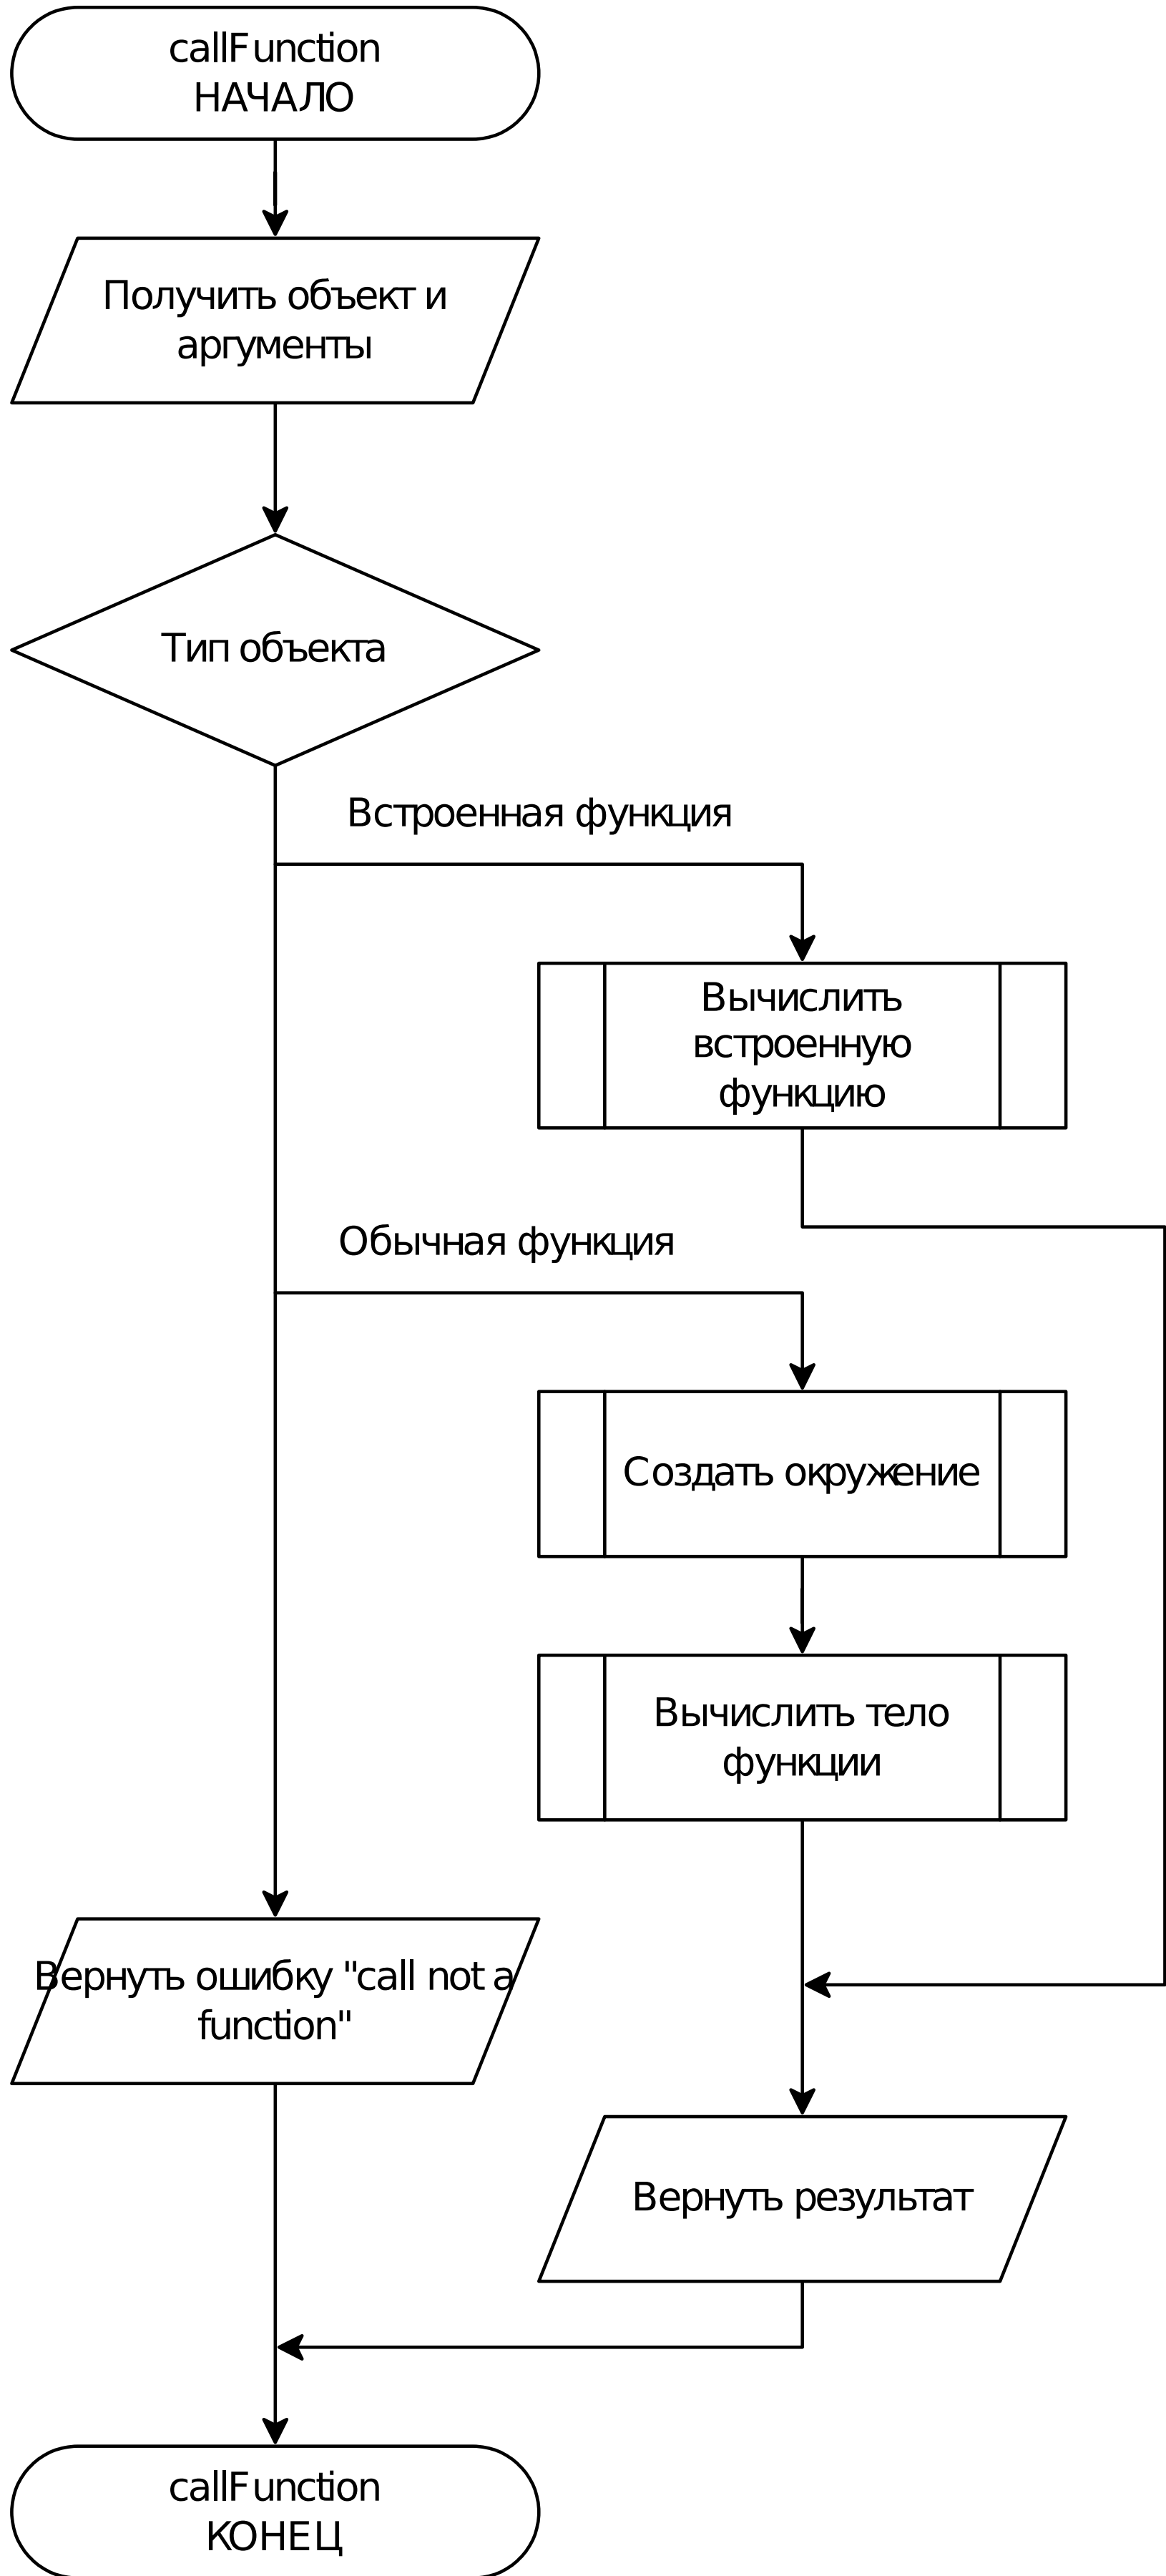 callFunction
НАЧАЛО
Получить объект и
аргументы
Тип объекта
Встроенная функция
Вычислить
встроенную
функцию
Обычная функция
Создать окружение
Вычислить тело
функции
Вернуть ошибку "call not a
function"
Вернуть результат
callFunction
КОНЕЦ